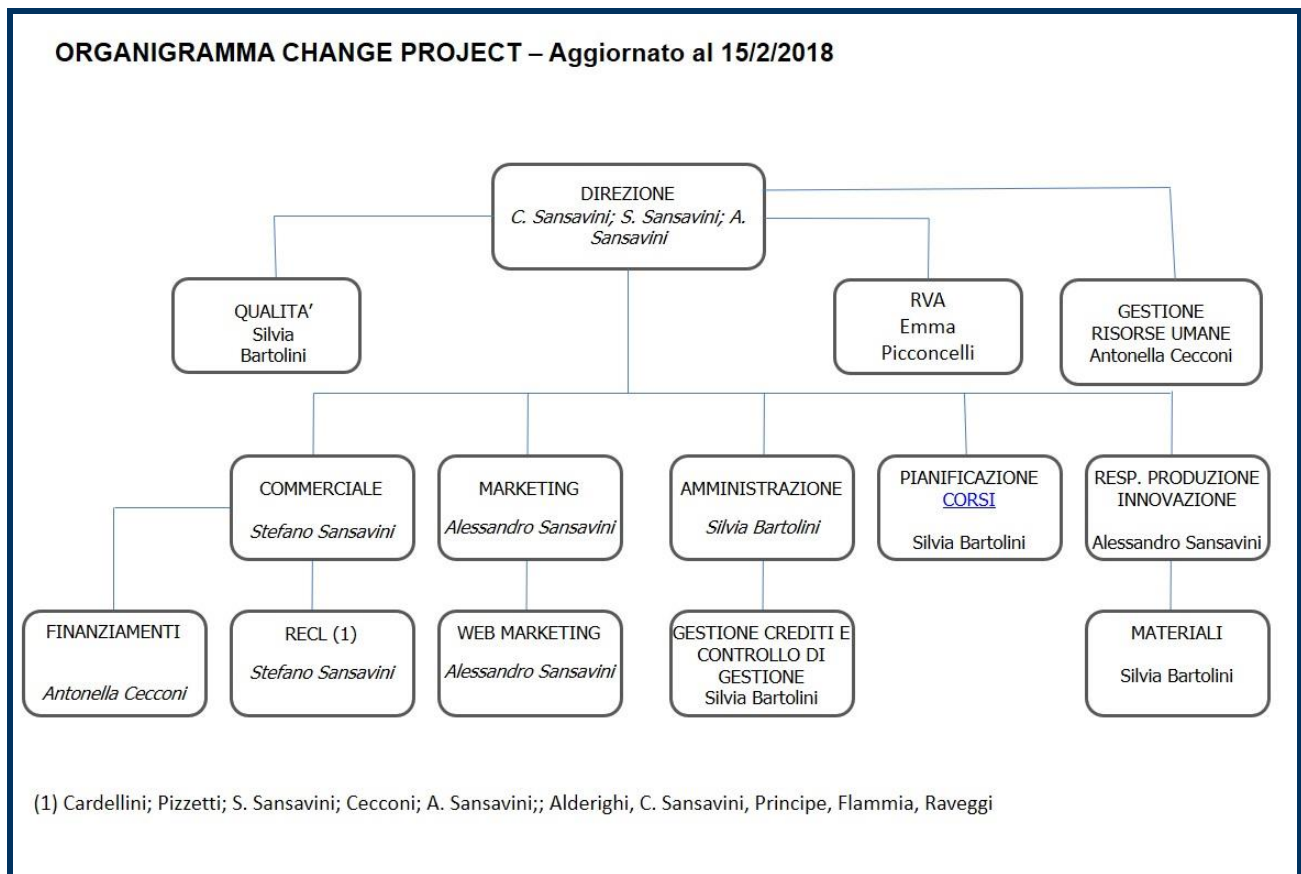 ORGANIGRAMMA CHANGE PROJECT – Aggiornato al 15/2/2018
DIREZIONE
C. Sansavini; S. Sansavini; A.
Sansavini
QUALITA’
Silvia
Bartolini
RVA
Emma
Picconcelli
GESTIONE
RISORSE UMANE
Antonella Cecconi
COMMERCIALE
Stefano Sansavini
MARKETING
Alessandro Sansavini
AMMINISTRAZIONE
Silvia Bartolini
PIANIFICAZIONE
CORSI
Silvia Bartolini
RESP. PRODUZIONE
INNOVAZIONE
Alessandro Sansavini
FINANZIAMENTI
Antonella Cecconi
RECL (1)
Stefano Sansavini
WEB MARKETING
Alessandro Sansavini
GESTIONE CREDITI E
CONTROLLO DI
GESTIONE
Silvia Bartolini
MATERIALI
Silvia Bartolini
(1) Cardellini; Pizzetti; S. Sansavini; Cecconi; A. Sansavini;; Alderighi, C. Sansavini, Principe, Flammia, Raveggi